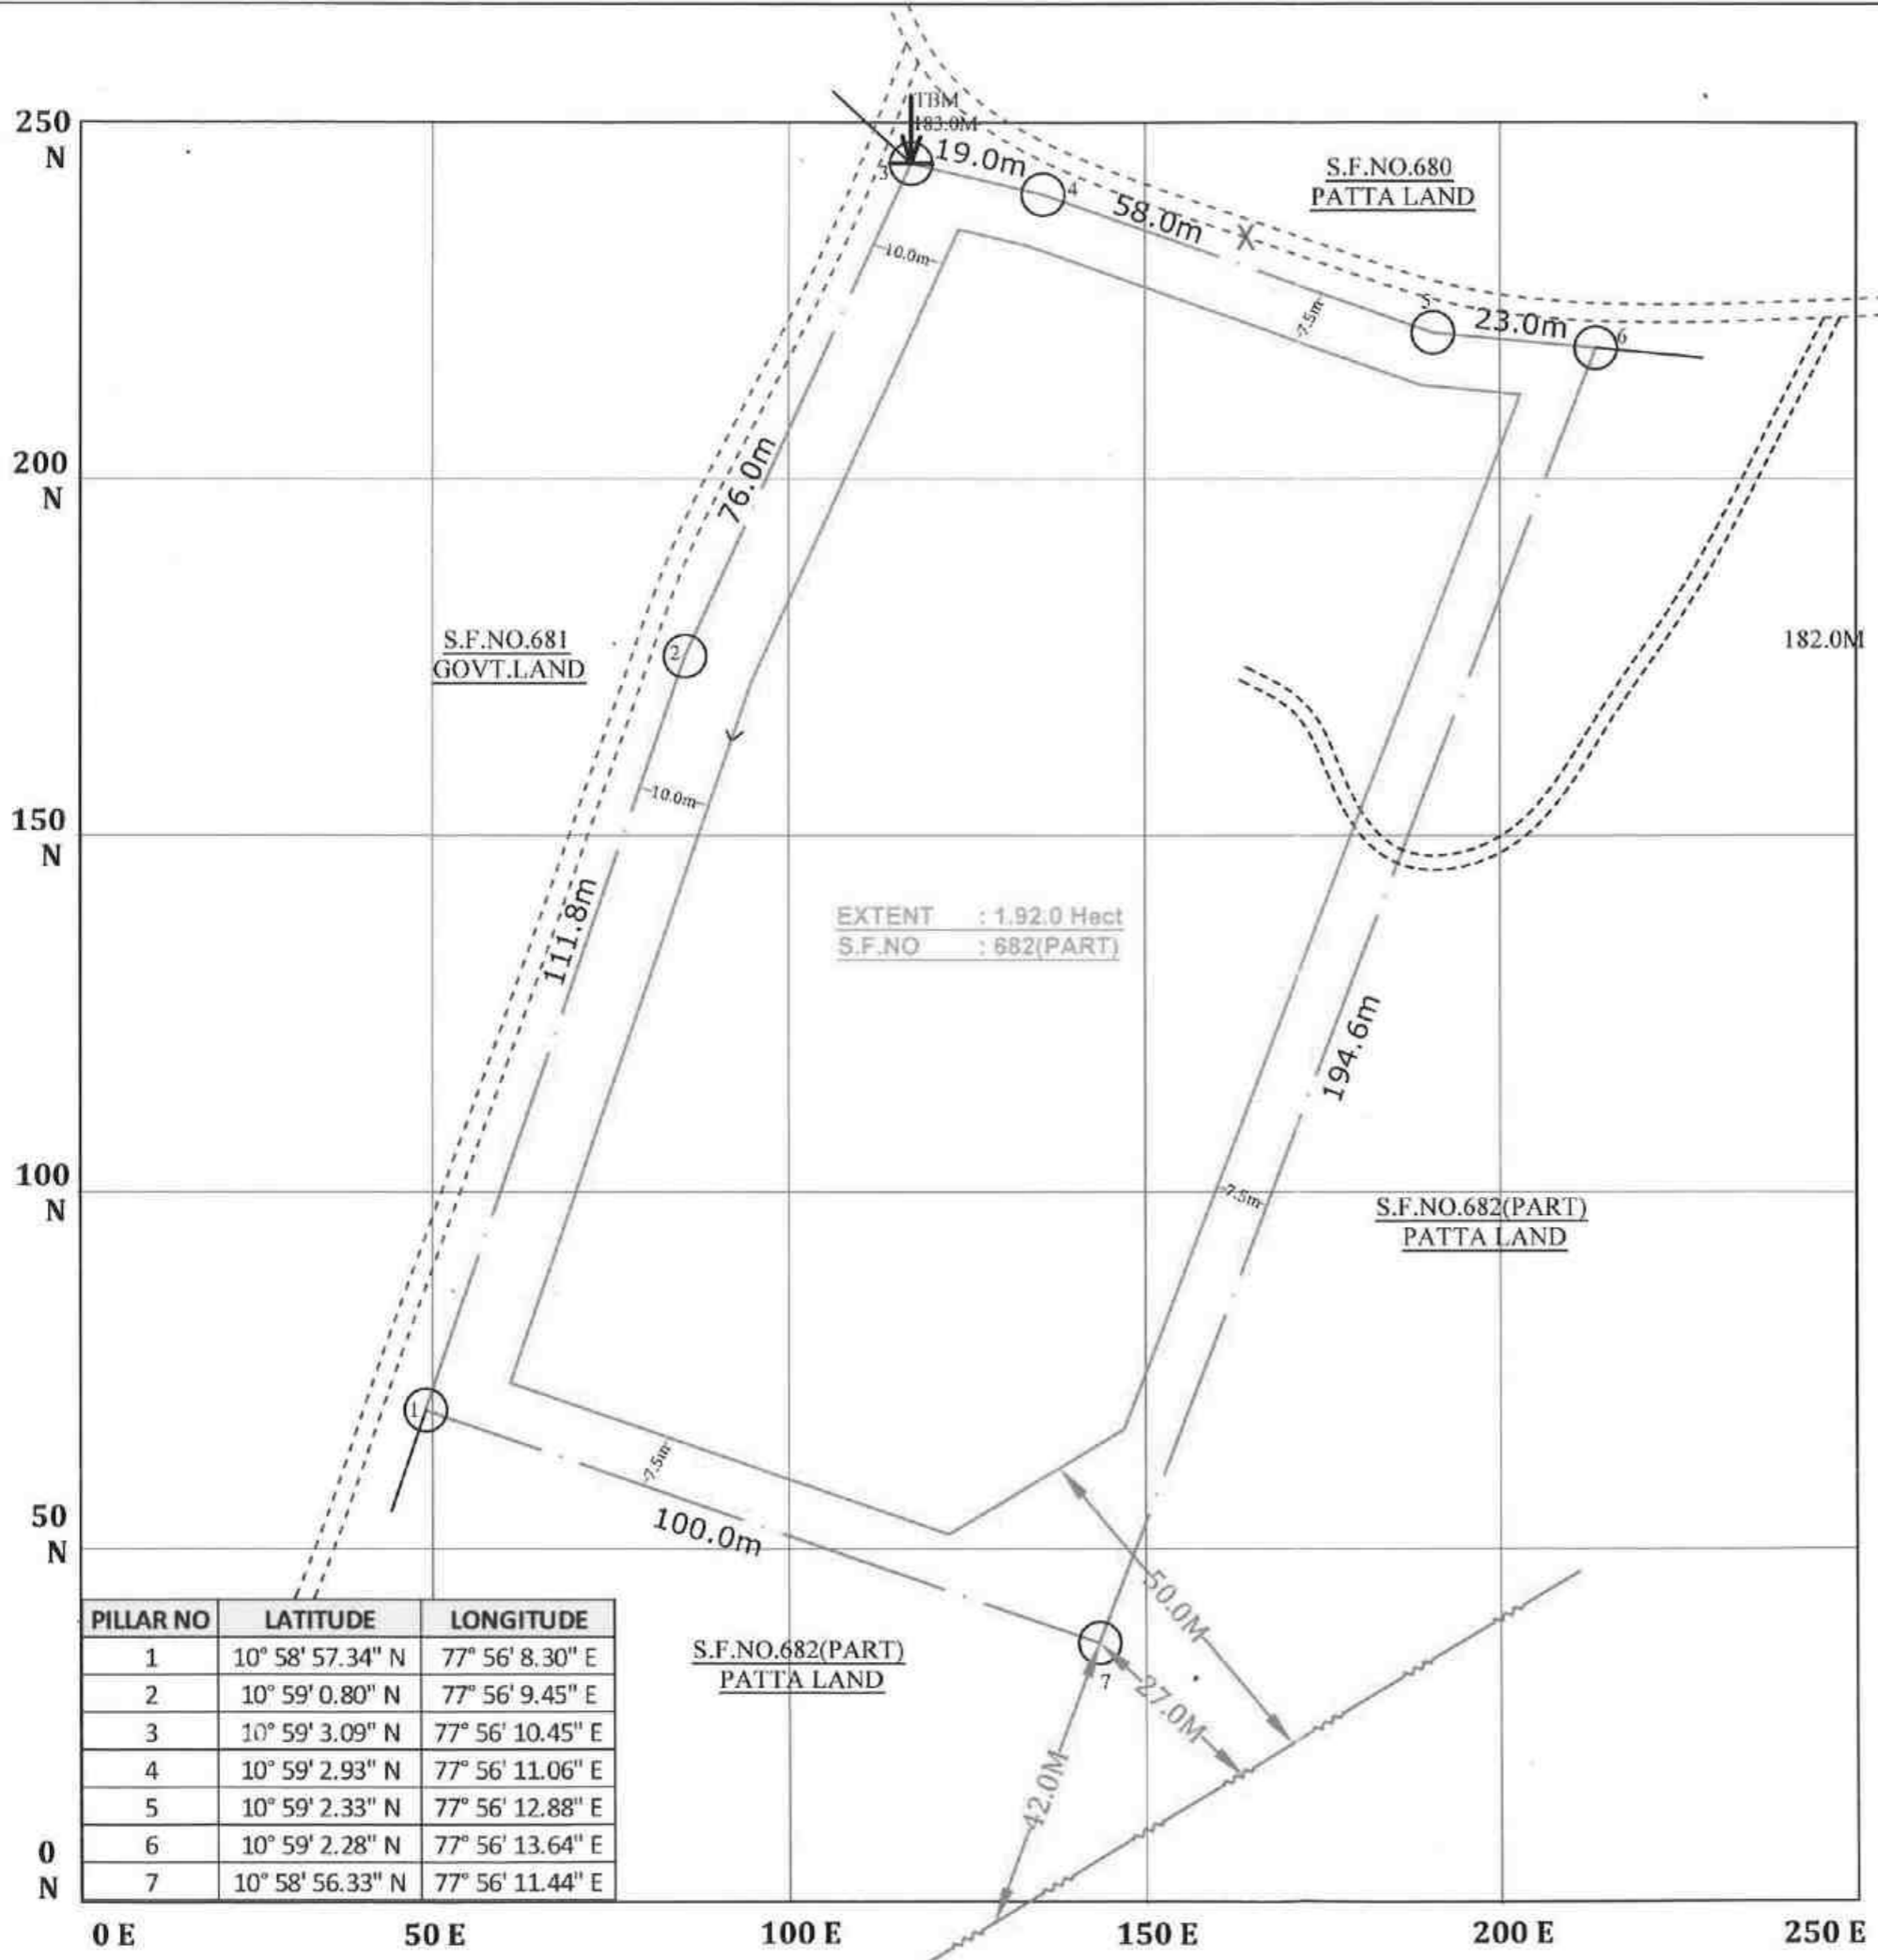 TBM
183.0M
250
N
3
19.0m
4
S.F.NO.680
PATTA LAND
58.0m
X
10.0m
7.5m
5
23.0m
6
200
N
76.0m
S.F.NO.681
GOVT.LAND
2
182.0M
10.0m
150
N
111.8m
EXTENT : 1.92.0 Hect
S.F.NO : 682(PART)
194.6m
100
N
7.5m
S.F.NO.682(PART)
PATTA LAND
1
7.5m
100.0m
50
N
50.0M
S.F.NO.682(PART)
PATTA LAND
7
27.0M
42.0M
PILLAR NO LATITUDE LONGITUDE
1 10° 58' 57.34" N 77° 56' 8.30" E
2 10° 59' 0.80" N 77° 56' 9.45" E
3 10° 59' 3.09" N 77° 56' 10.45" E
4 10° 59' 2.93" N 77° 56' 11.06" E
5 10° 59' 2.33" N 77° 56' 12.88" E
6 10° 59' 2.28" N 77° 56' 13.64" E
7 10° 58' 56.33" N 77° 56' 11.44" E
0
N
0 E 50 E 100 E 150 E 200 E 250 E